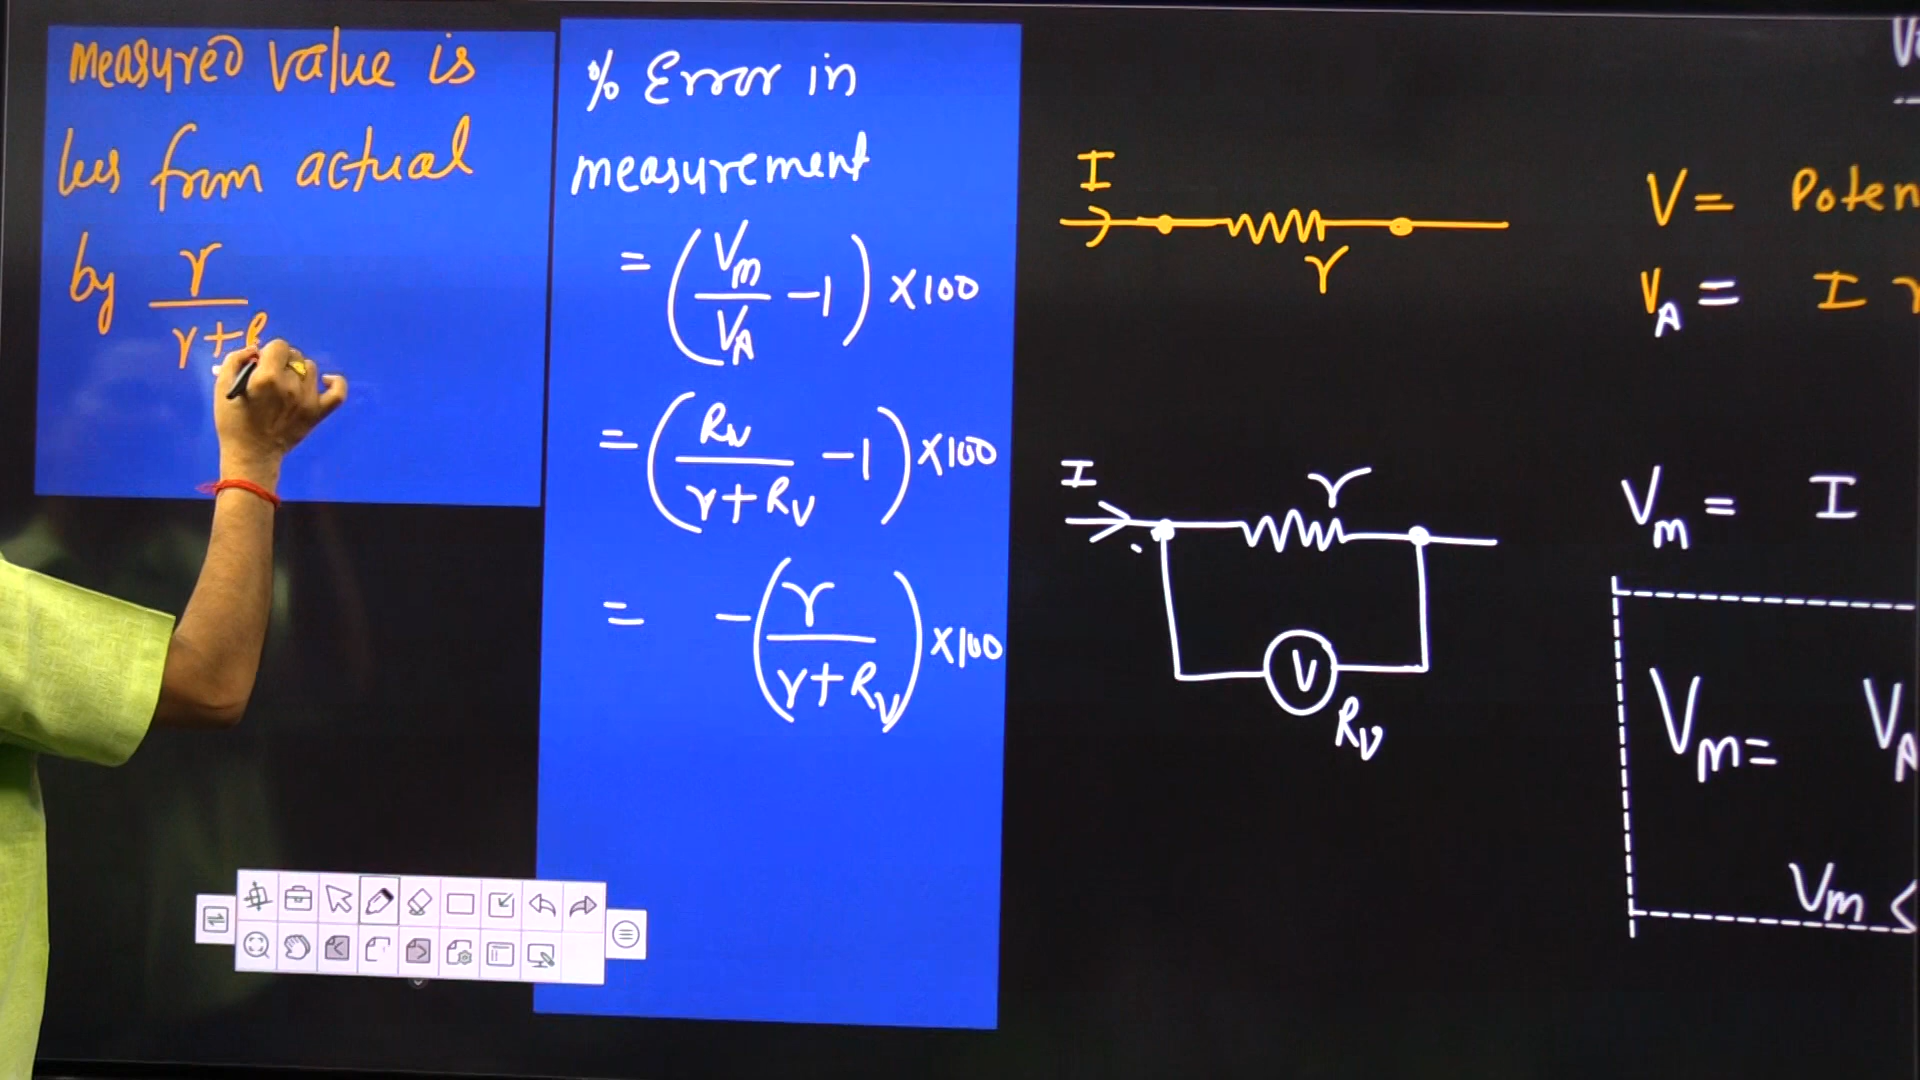 measured value is
less from actual
by r
r+R
% Error in
measurement
= (Vm/VA - 1) × 100
= (Rv/r+Rv - 1) × 100
= - (r/r+Rv) × 100
I
r
V = Poten
VA = I r
I
r
V
Rv
Vm = I
Vm = VA
Vm <